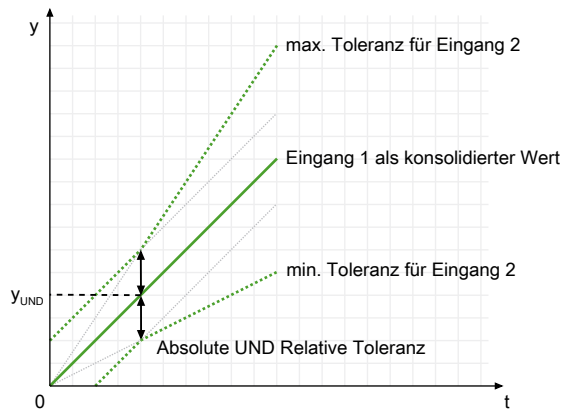 y
max. Toleranz für Eingang 2
Eingang 1 als konsolidierter Wert
min. Toleranz für Eingang 2
yUND
Absolute UND Relative Toleranz
0
t